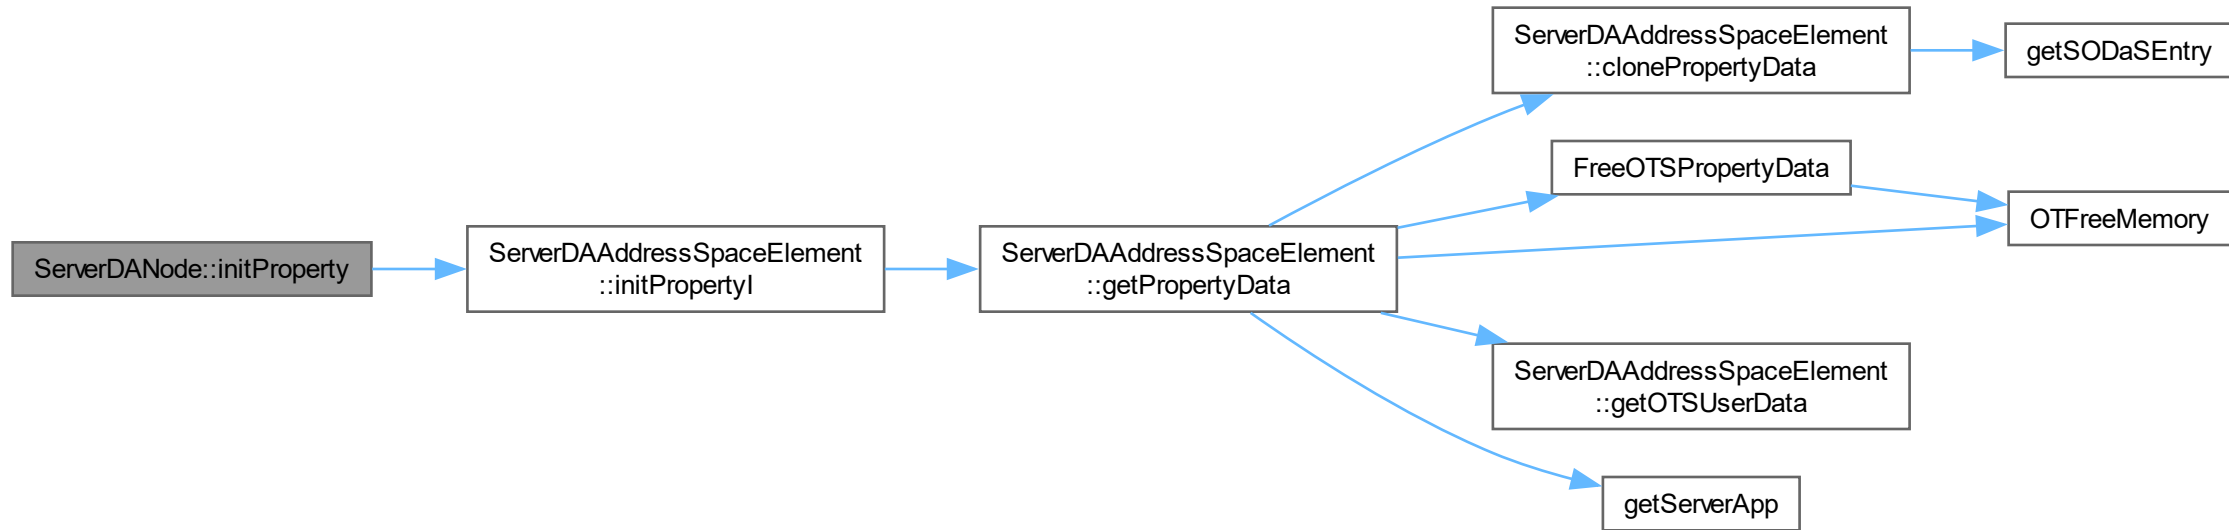 ServerDANode::initProperty
ServerDAAddressSpaceElement
::initPropertyI
ServerDAAddressSpaceElement
::getPropertyData
ServerDAAddressSpaceElement
::clonePropertyData
getSODaSEntry
FreeOTSPropertyData
OTFreeMemory
ServerDAAddressSpaceElement
::getOTSUserData
getServerApp